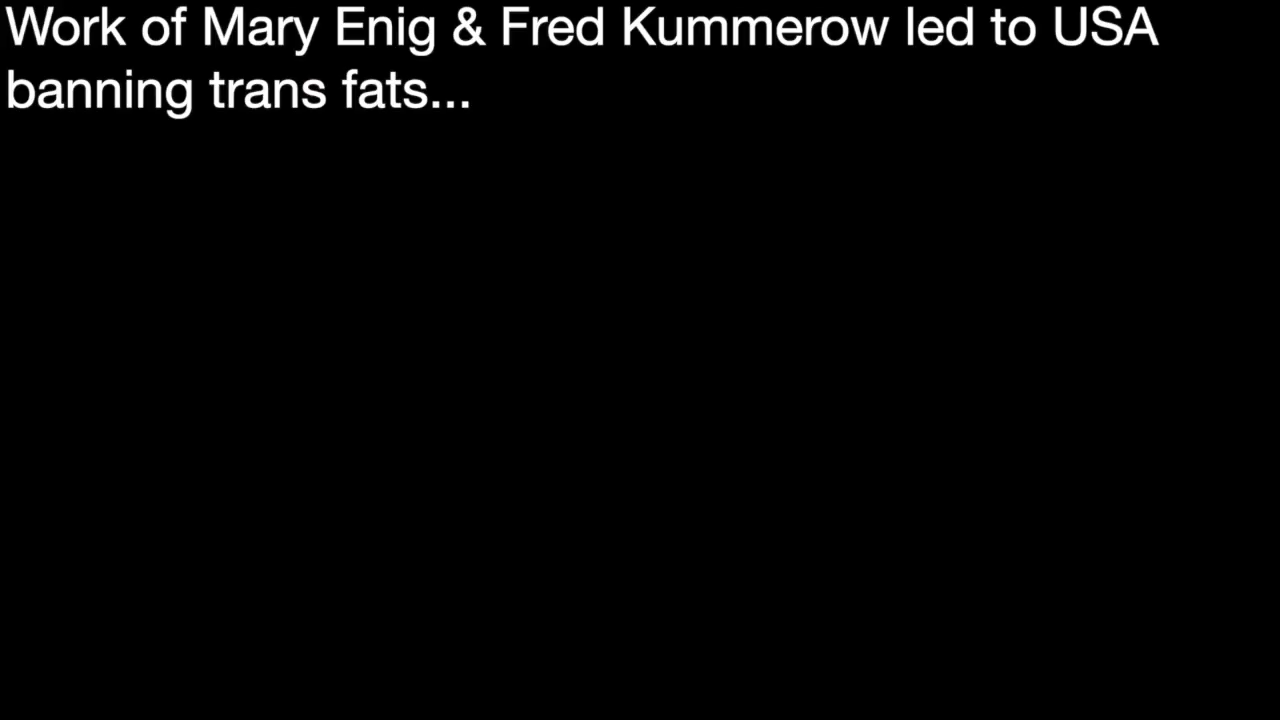 Work of Mary Enig & Fred Kummerow led to USA
banning trans fats...